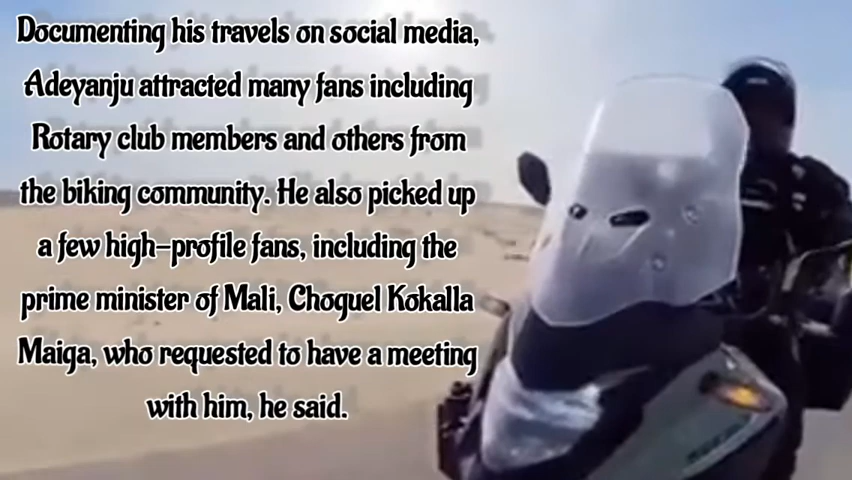 Documenting his travels on social media,
Adeyanju attracted many fans including
Rotary club members and others from
the biking community. He also picked up
a few high-profile fans, including the
prime minister of Mali, Choguel Kokalla
Maiga, who requested to have a meeting
with him, he said.